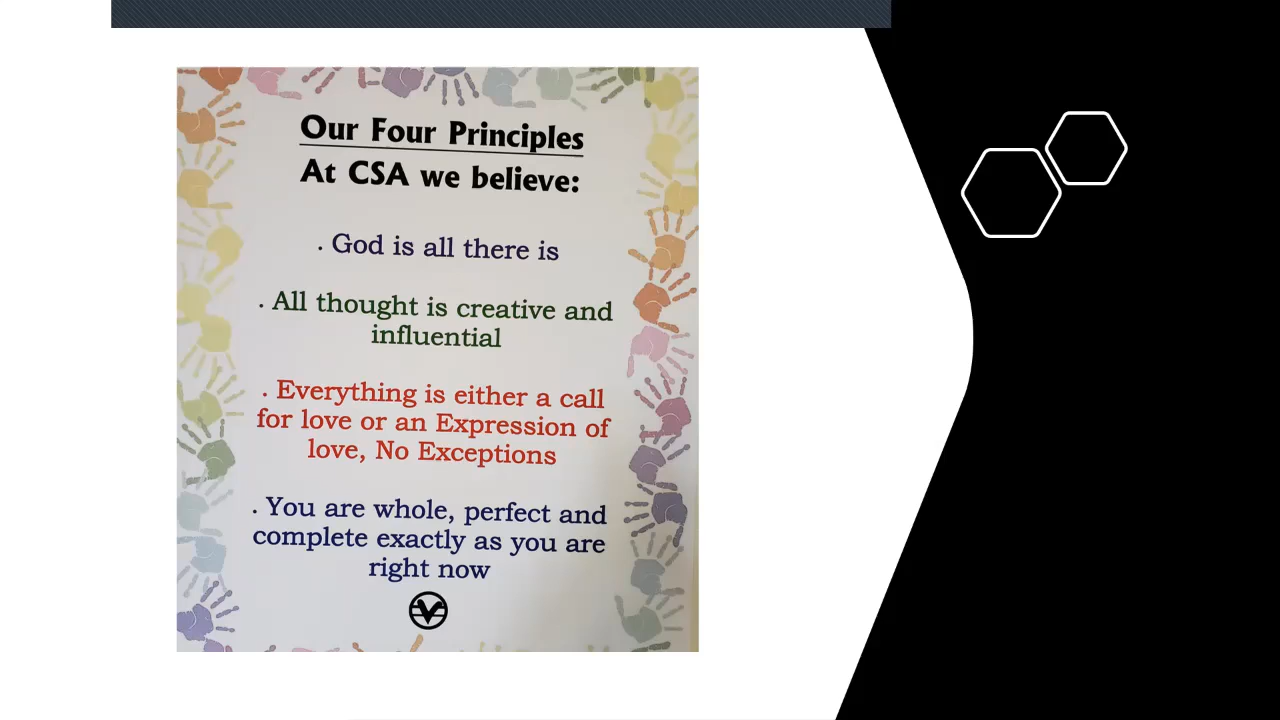 Our Four Principles
At CSA we believe:
. God is all there is
. All thought is creative and
influential
. Everything is either a call
for love or an Expression of
love, No Exceptions
. You are whole, perfect and
complete exactly as you are
right now